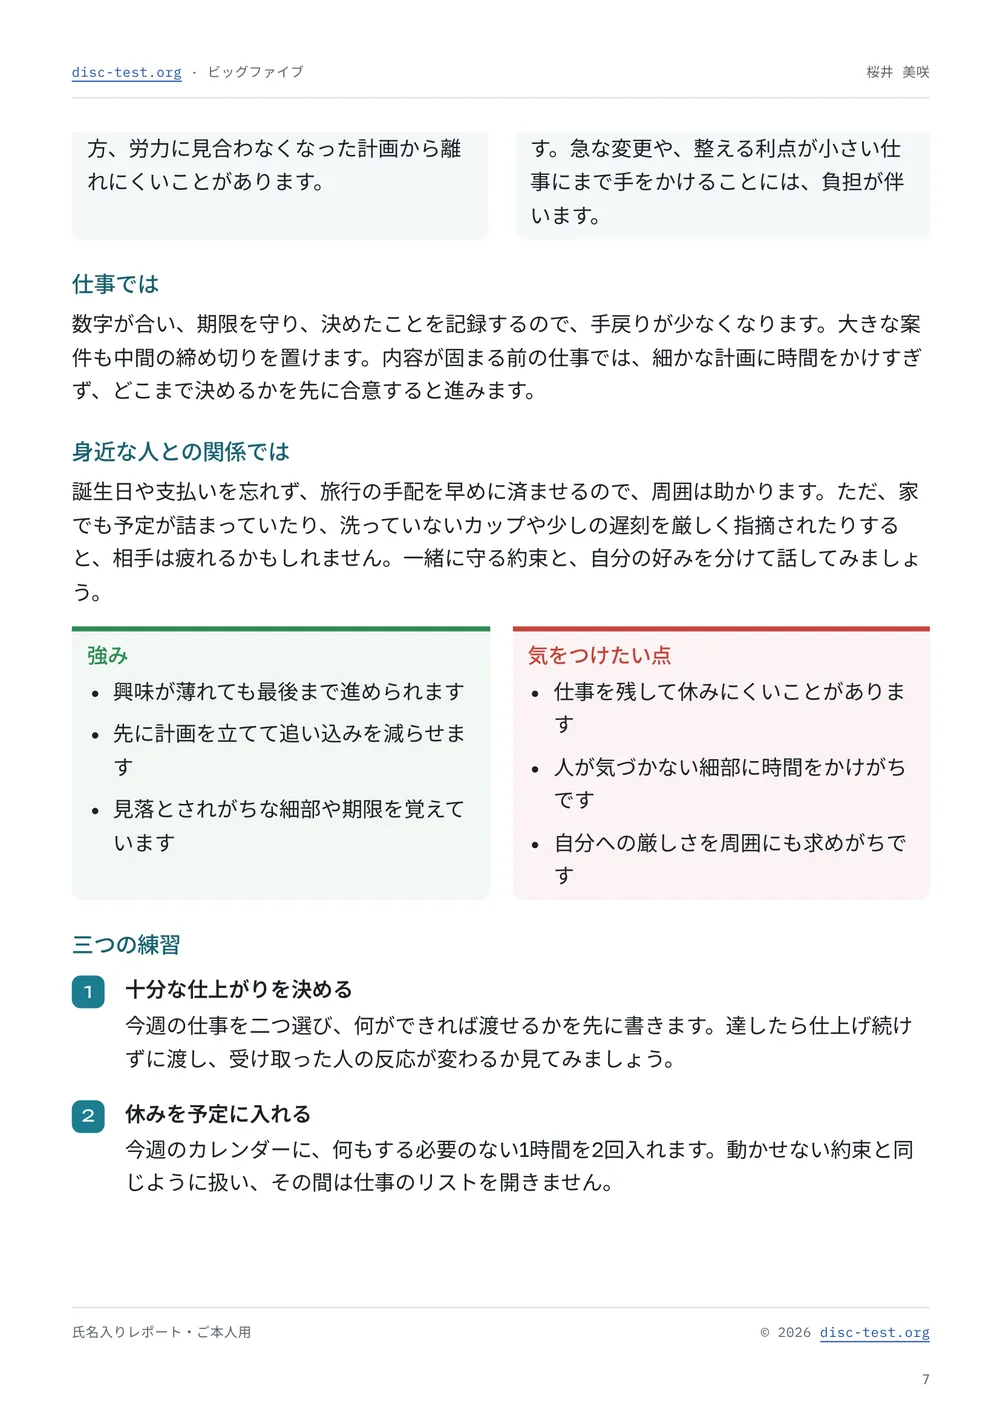 disc-test.org · ビッグファイブ
桜井 美咲
方、労力に見合わなくなった計画から離
れにくいことがあります。
す。急な変更や、整える利点が小さい仕
事にまで手をかけることには、負担が伴
います。
仕事では
数字が合い、期限を守り、決めたことを記録するので、手戻りが少なくなります。大きな案
件も中間の締め切りを置けます。内容が固まる前の仕事では、細かな計画に時間をかけすぎ
ず、どこまで決めるかを先に合意すると進みます。
身近な人との関係では
誕生日や支払いを忘れず、旅行の手配を早めに済ませるので、周囲は助かります。ただ、家
でも予定が詰まっていたり、洗っていないカップや少しの遅刻を厳しく指摘されたりする
と、相手は疲れるかもしれません。一緒に守る約束と、自分の好みを分けて話してみましょ
う。
強み
• 興味が薄れても最後まで進められます
• 先に計画を立てて追い込みを減らせま
す
• 見落とされがちな細部や期限を覚えて
います
気をつけたい点
• 仕事を残して休みにくいことがありま
す
• 人が気づかない細部に時間をかけがち
です
• 自分への厳しさを周囲にも求めがちで
す
三つの練習
1 十分な仕上がりを決める
今週の仕事を二つ選び、何ができれば渡せるかを先に書きます。達したら仕上げ続け
ずに渡し、受け取った人の反応が変わるか見てみましょう。
2 休みを予定に入れる
今週のカレンダーに、何もする必要のない1時間を2回入れます。動かせない約束と同
じように扱い、その間は仕事のリストを開きません。
氏名入りレポート・ご本人用
© 2026 disc-test.org
7